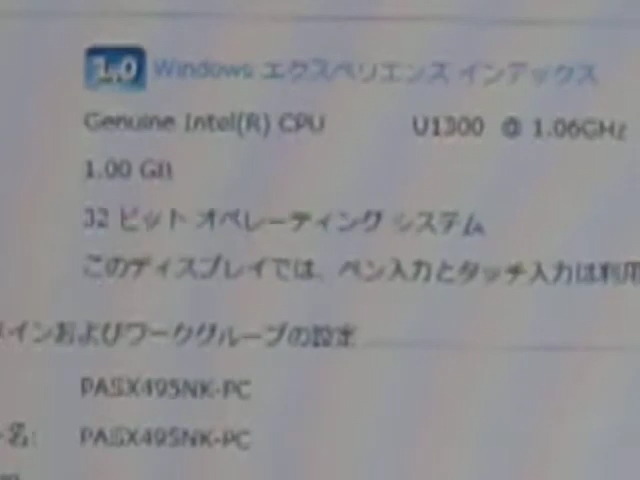 1.0 Windows エクスペリエンス インデックス
Genuine Intel(R) CPU U1300 @ 1.06GHz
1.00 GB
32 ビット オペレーティング システム
このディスプレイでは、ペン入力とタッチ入力は利用
メインおよびワークグループの設定
PASX495NK-PC
名: PASX495NK-PC